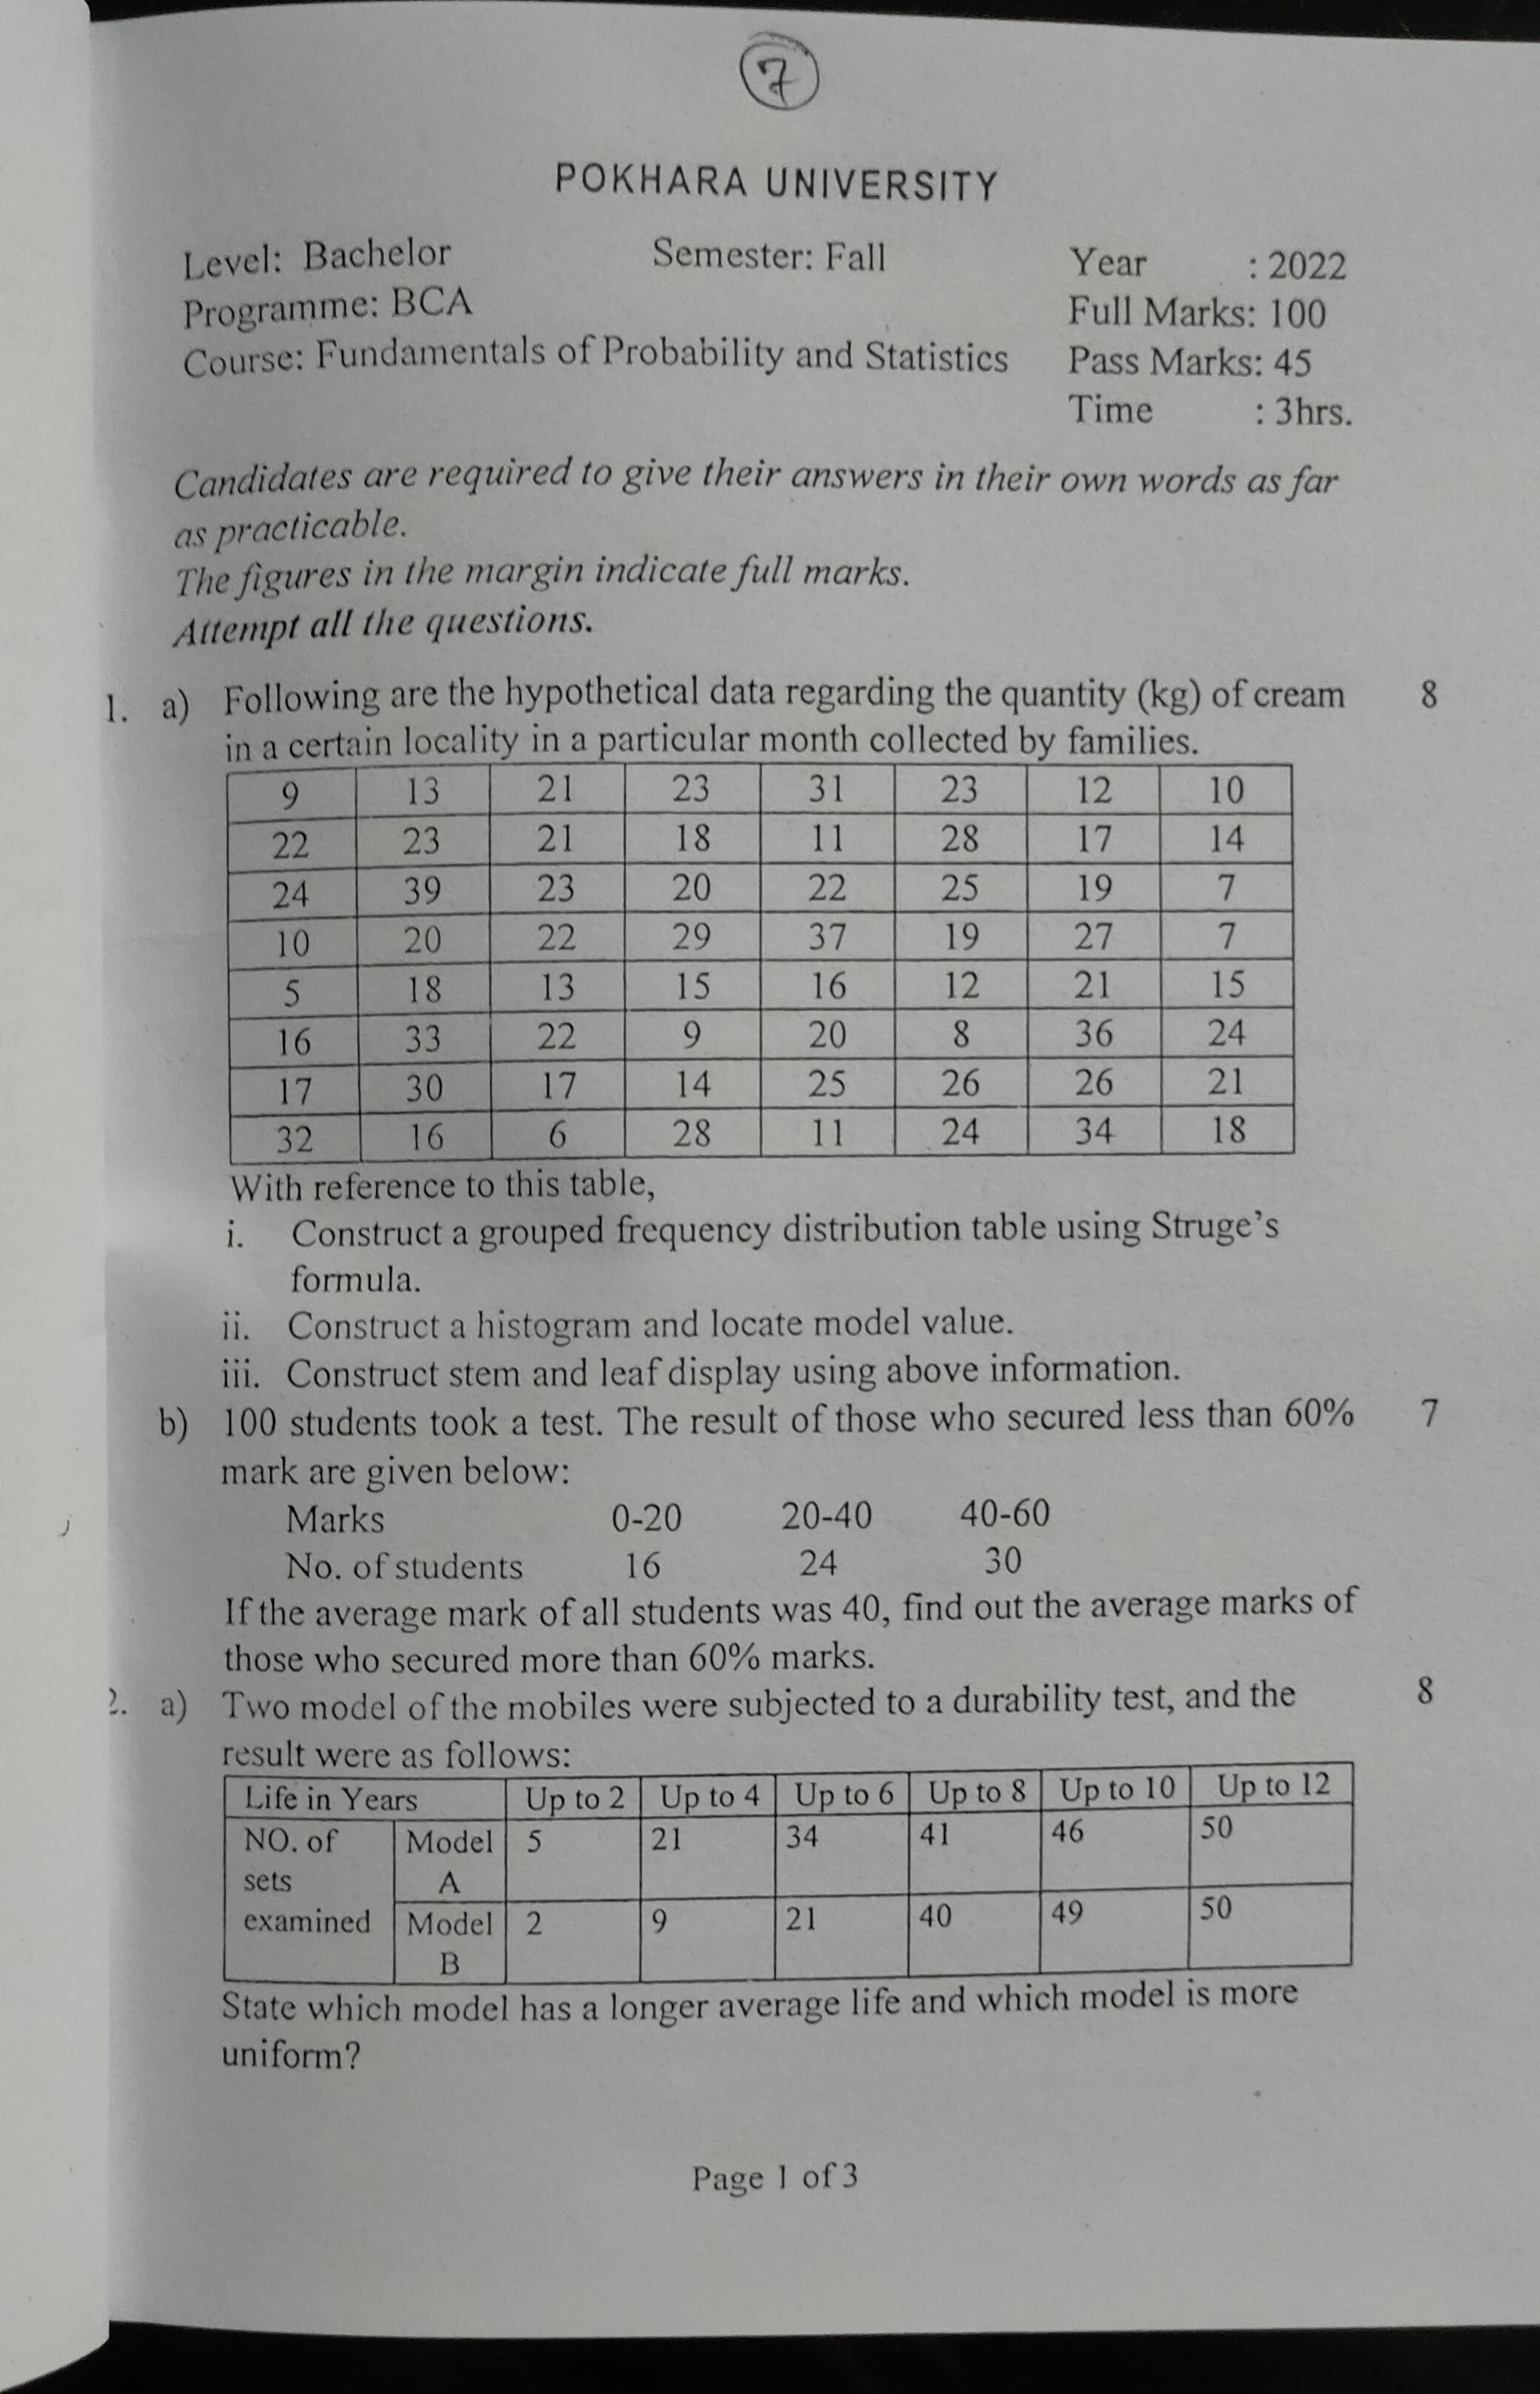 7
POKHARA UNIVERSITY
Level: Bachelor Semester: Fall Year : 2022
Programme: BCA Full Marks: 100
Course: Fundamentals of Probability and Statistics Pass Marks: 45
Time : 3hrs.
Candidates are required to give their answers in their own words as far
as practicable.
The figures in the margin indicate full marks.
Attempt all the questions.
1. a) Following are the hypothetical data regarding the quantity (kg) of cream 8
in a certain locality in a particular month collected by families.
9 13 21 23 31 23 12 10
22 23 21 18 11 28 17 14
24 39 23 20 22 25 19 7
10 20 22 29 37 19 27 7
5 18 13 15 16 12 21 15
16 33 22 9 20 8 36 24
17 30 17 14 25 26 26 21
32 16 6 28 11 24 34 18
With reference to this table,
i. Construct a grouped frequency distribution table using Struge's
formula.
ii. Construct a histogram and locate model value.
iii. Construct stem and leaf display using above information.
b) 100 students took a test. The result of those who secured less than 60% 7
mark are given below:
Marks 0-20 20-40 40-60
No. of students 16 24 30
If the average mark of all students was 40, find out the average marks of
those who secured more than 60% marks.
2. a) Two model of the mobiles were subjected to a durability test, and the 8
result were as follows:
Life in Years Up to 2 Up to 4 Up to 6 Up to 8 Up to 10 Up to 12
NO. of Model 5 21 34 41 46 50
sets A
examined Model 2 9 21 40 49 50
B
State which model has a longer average life and which model is more
uniform?
Page 1 of 3